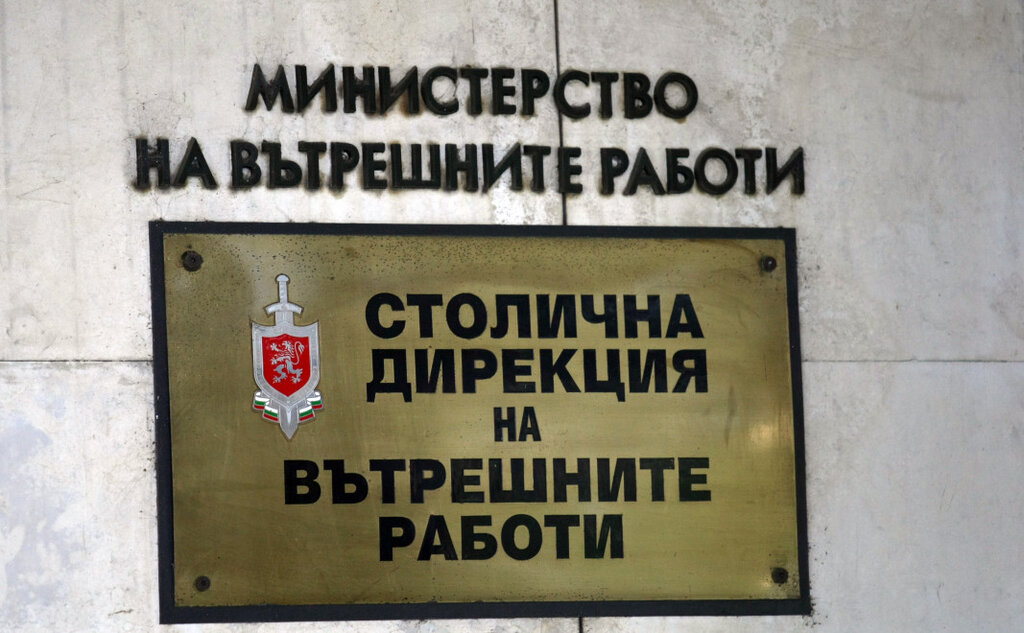 МИНИСТЕРСТВО
НА ВЪТРЕШНИТЕ РАБОТИ
СТОЛИЧНА
ДИРЕКЦИЯ
НА
ВЪТРЕШНИТЕ
РАБОТИ